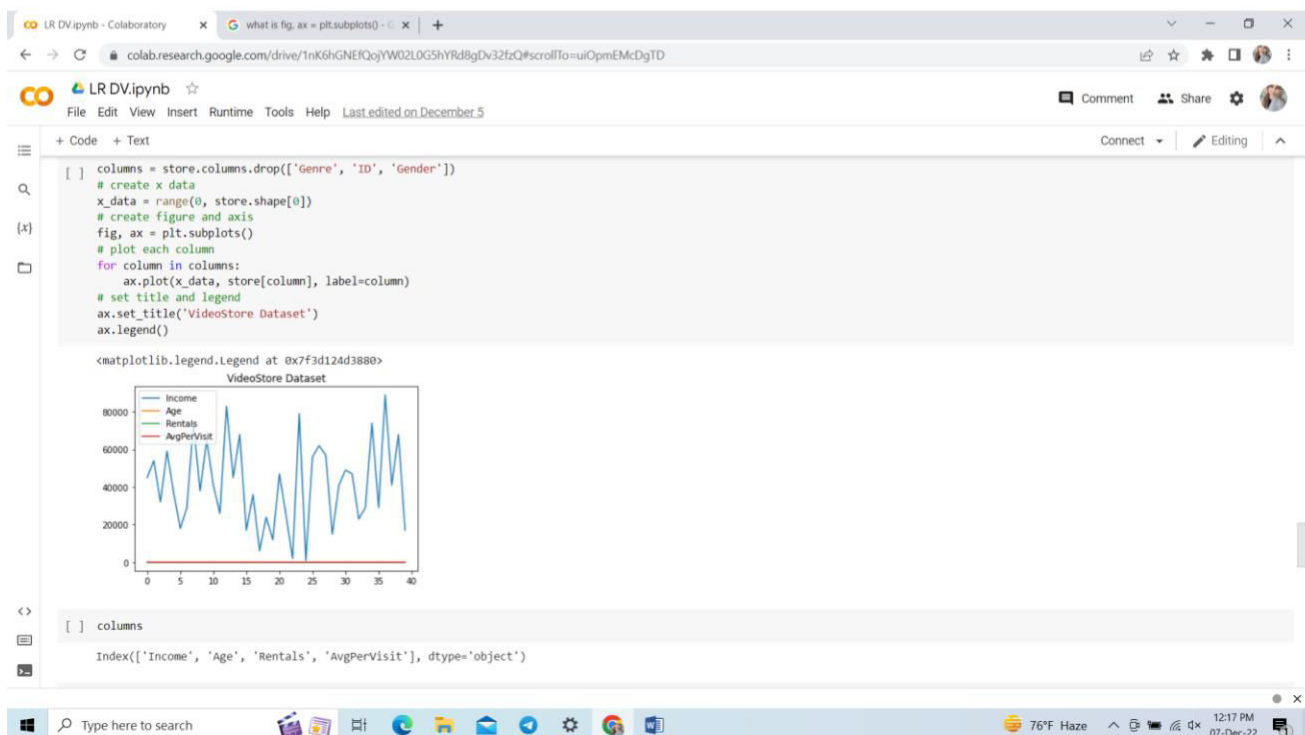 LR DV.ipynb - Colaboratory
what is fig, ax = plt.subplots() - G
colab.research.google.com/drive/1nK6hGNEfQojYW02L0G5hYRd8gDv32fzQ#scrollTo=uiOpmEMcDgTD
LR DV.ipynb
Comment Share
File Edit View Insert Runtime Tools Help Last edited on December 5
+ Code + Text
Connect Editing
[ ] columns = store.columns.drop(['Genre', 'ID', 'Gender'])
# create x data
x_data = range(0, store.shape[0])
# create figure and axis
fig, ax = plt.subplots()
# plot each column
for column in columns:
ax.plot(x_data, store[column], label=column)
# set title and legend
ax.set_title('VideoStore Dataset')
ax.legend()
{x}
<matplotlib.legend.Legend at 0x7f3d124d3880>
VideoStore Dataset
Income
Age
Rentals
AvgPerVisit
80000
60000
40000
20000
0
0 5 10 15 20 25 30 35 40
[ ] columns
Index(['Income', 'Age', 'Rentals', 'AvgPerVisit'], dtype='object')
Type here to search
76°F Haze
12:17 PM
07-Dec-22